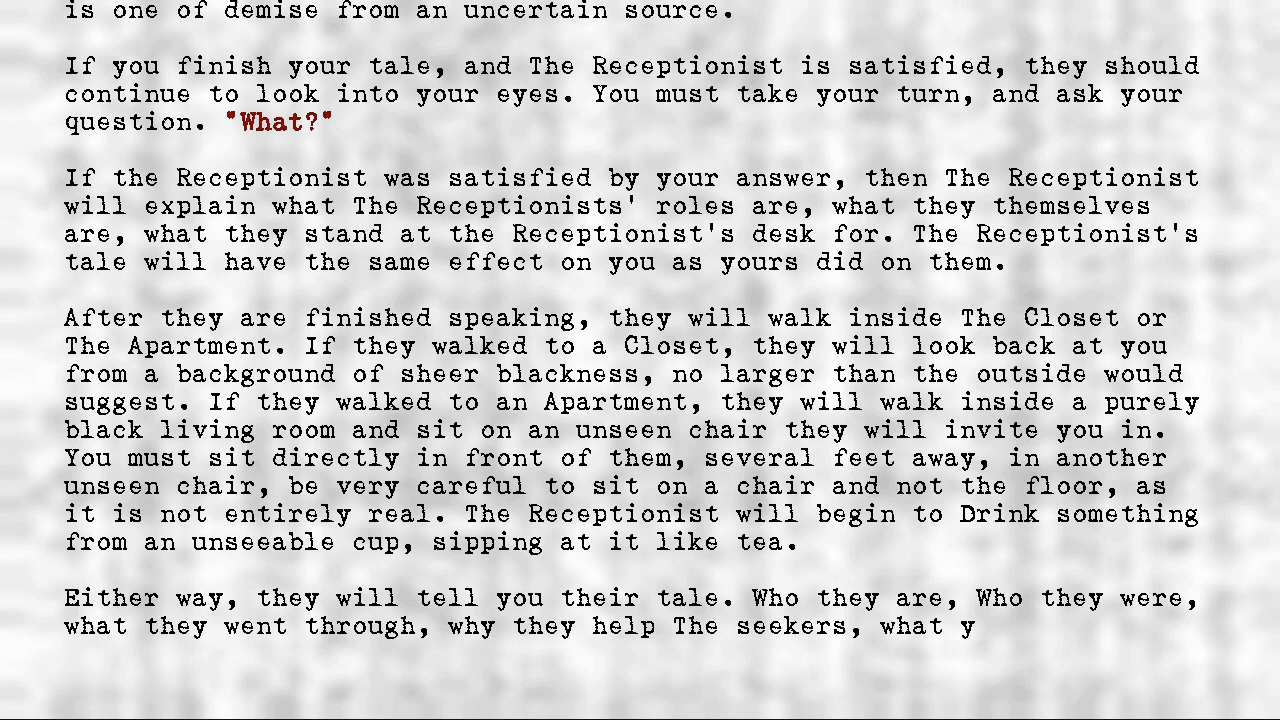 is one of demise from an uncertain source.
If you finish your tale, and The Receptionist is satisfied, they should
continue to look into your eyes. You must take your turn, and ask your
question. "What?"
If the Receptionist was satisfied by your answer, then The Receptionist
will explain what The Receptionists' roles are, what they themselves
are, what they stand at the Receptionist's desk for. The Receptionist's
tale will have the same effect on you as yours did on them.
After they are finished speaking, they will walk inside The Closet or
The Apartment. If they walked to a Closet, they will look back at you
from a background of sheer blackness, no larger than the outside would
suggest. If they walked to an Apartment, they will walk inside a purely
black living room and sit on an unseen chair they will invite you in.
You must sit directly in front of them, several feet away, in another
unseen chair, be very careful to sit on a chair and not the floor, as
it is not entirely real. The Receptionist will begin to Drink something
from an unseeable cup, sipping at it like tea.
Either way, they will tell you their tale. Who they are, Who they were,
what they went through, why they help The seekers, what y